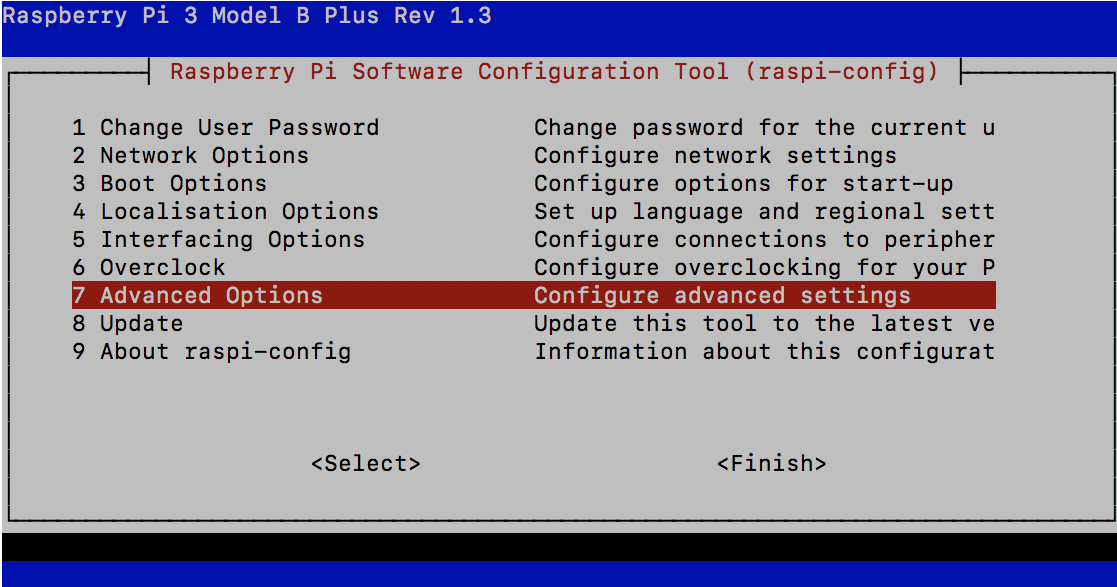 Raspberry Pi 3 Model B Plus Rev 1.3
Raspberry Pi Software Configuration Tool (raspi-config)
1 Change User Password Change password for the current u
2 Network Options Configure network settings
3 Boot Options Configure options for start-up
4 Localisation Options Set up language and regional sett
5 Interfacing Options Configure connections to peripher
6 Overclock Configure overclocking for your P
7 Advanced Options Configure advanced settings
8 Update Update this tool to the latest ve
9 About raspi-config Information about this configurat
<Select> <Finish>